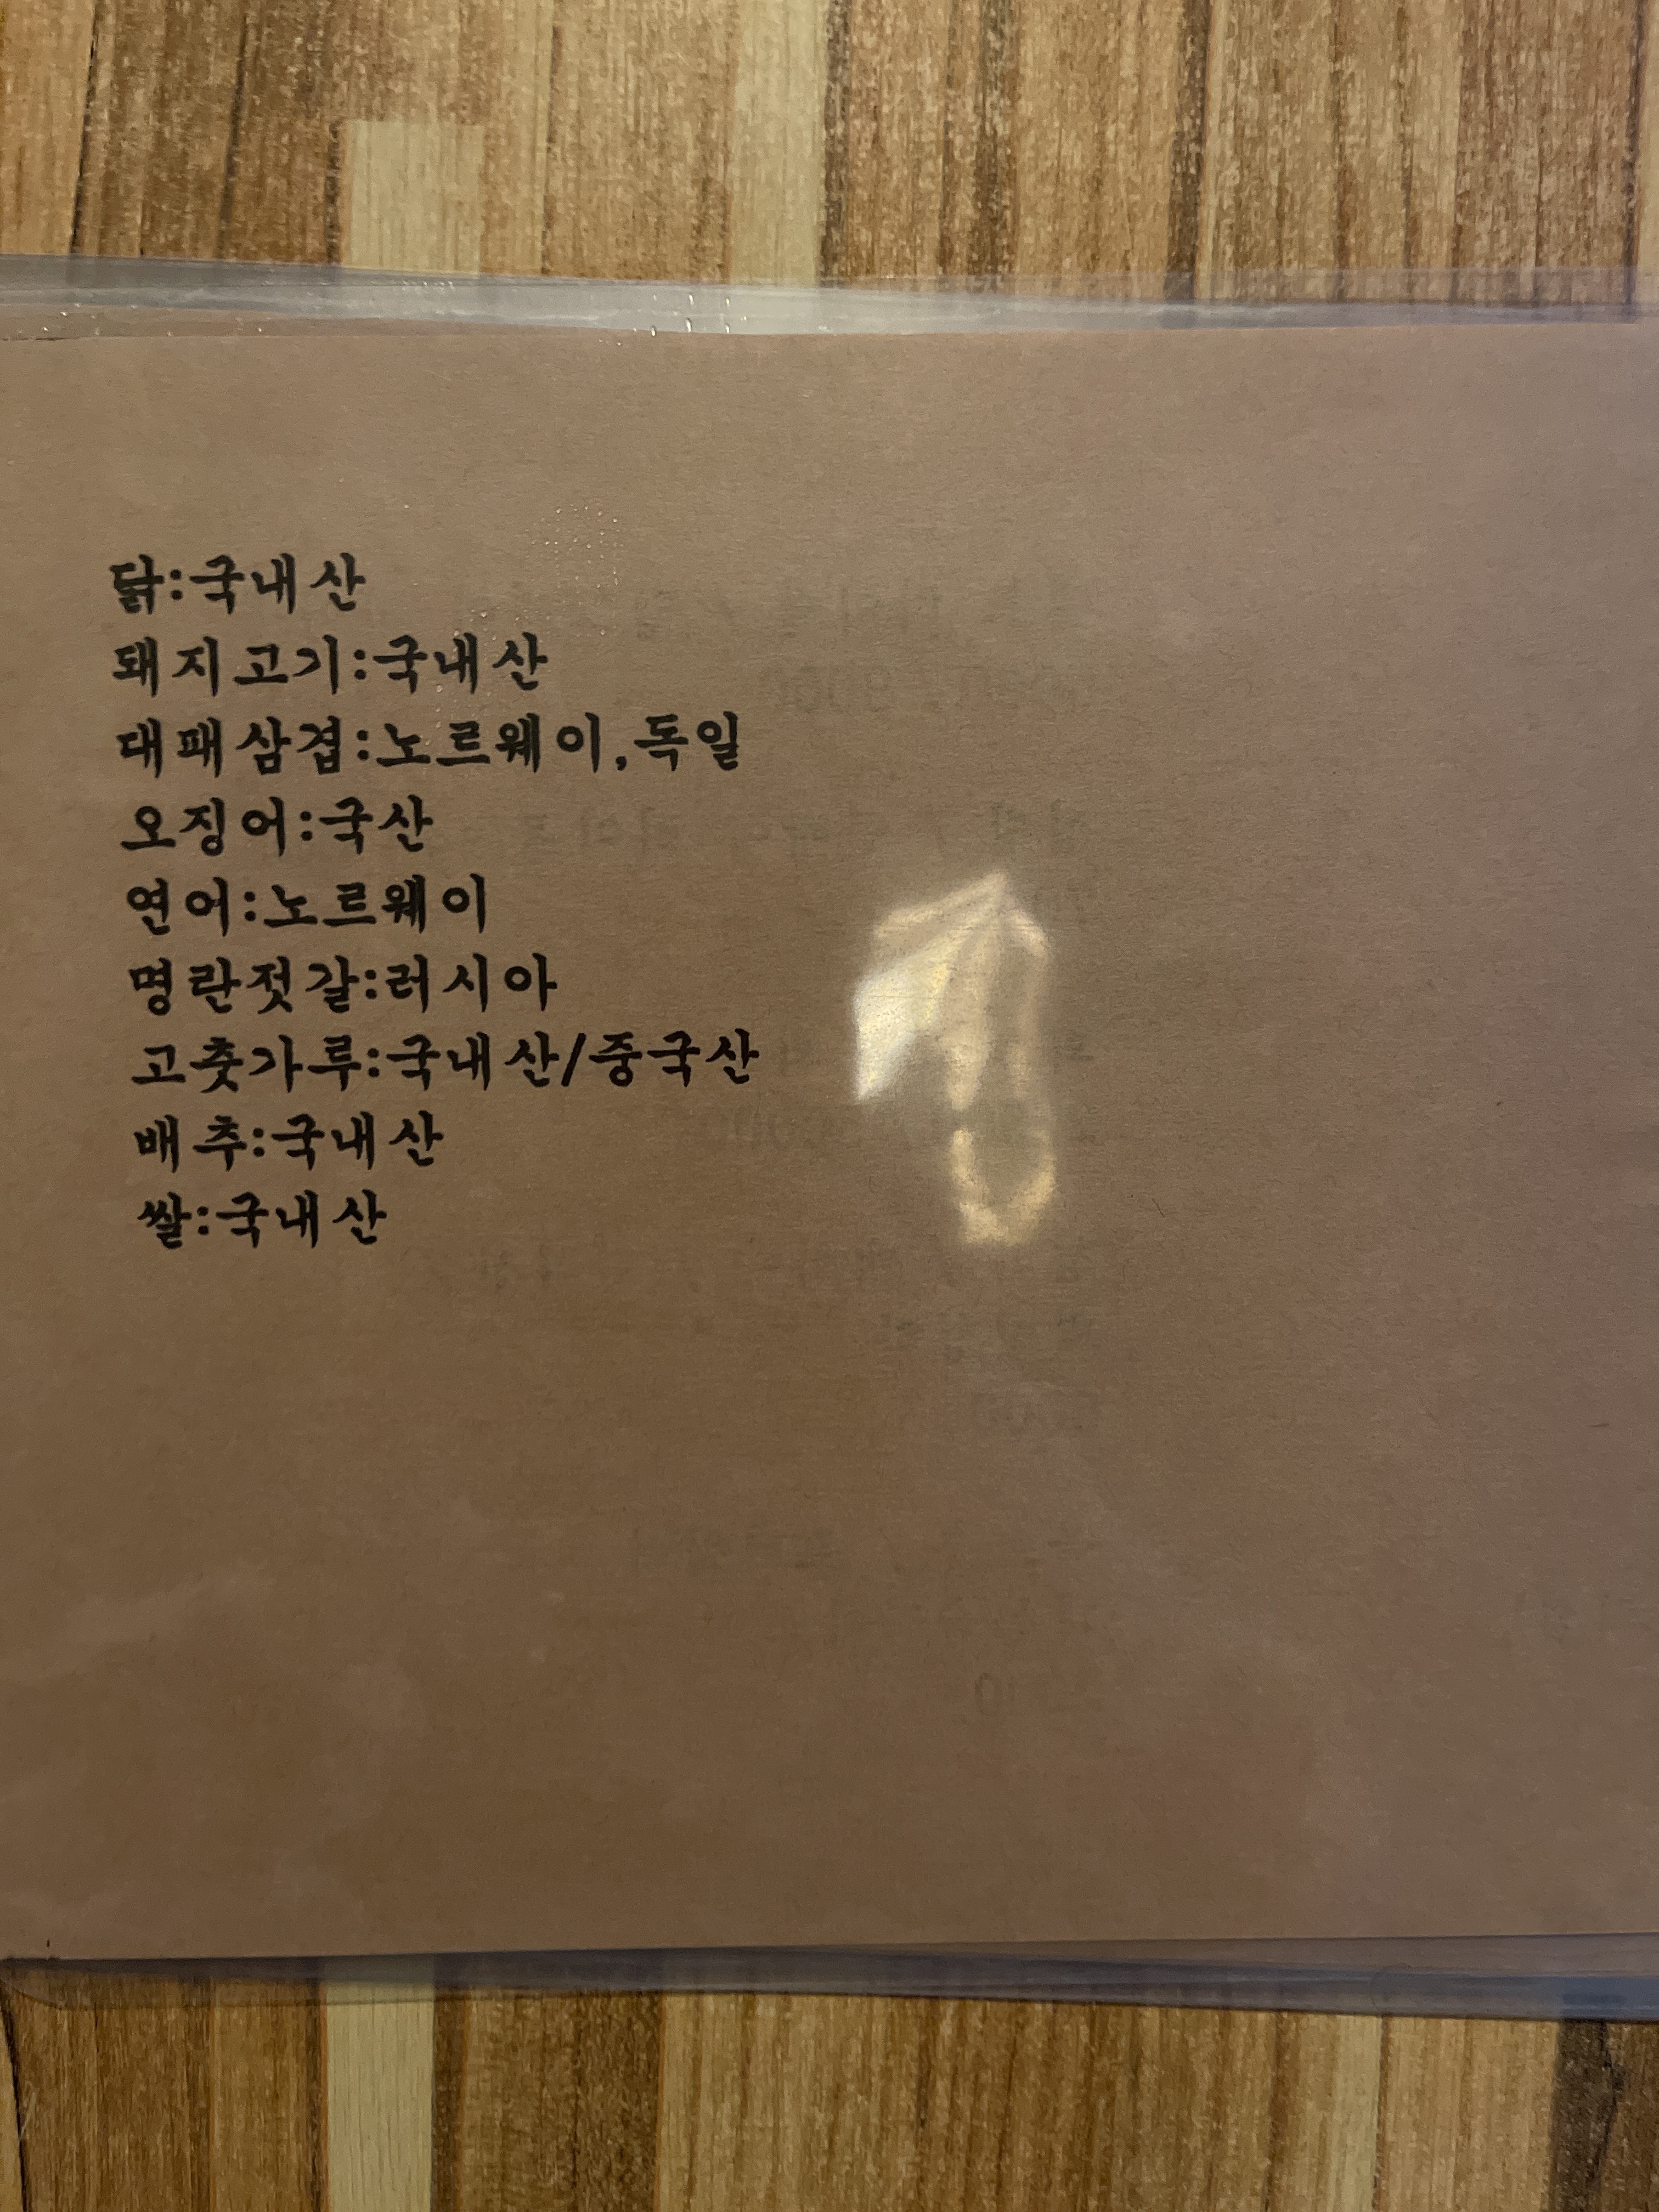 닭:국내산
돼지고기:국내산
대패삼겹:노르웨이,독일
오징어:국산
연어:노르웨이
명란젓갈:러시아
고춧가루:국내산/중국산
배추:국내산
쌀:국내산